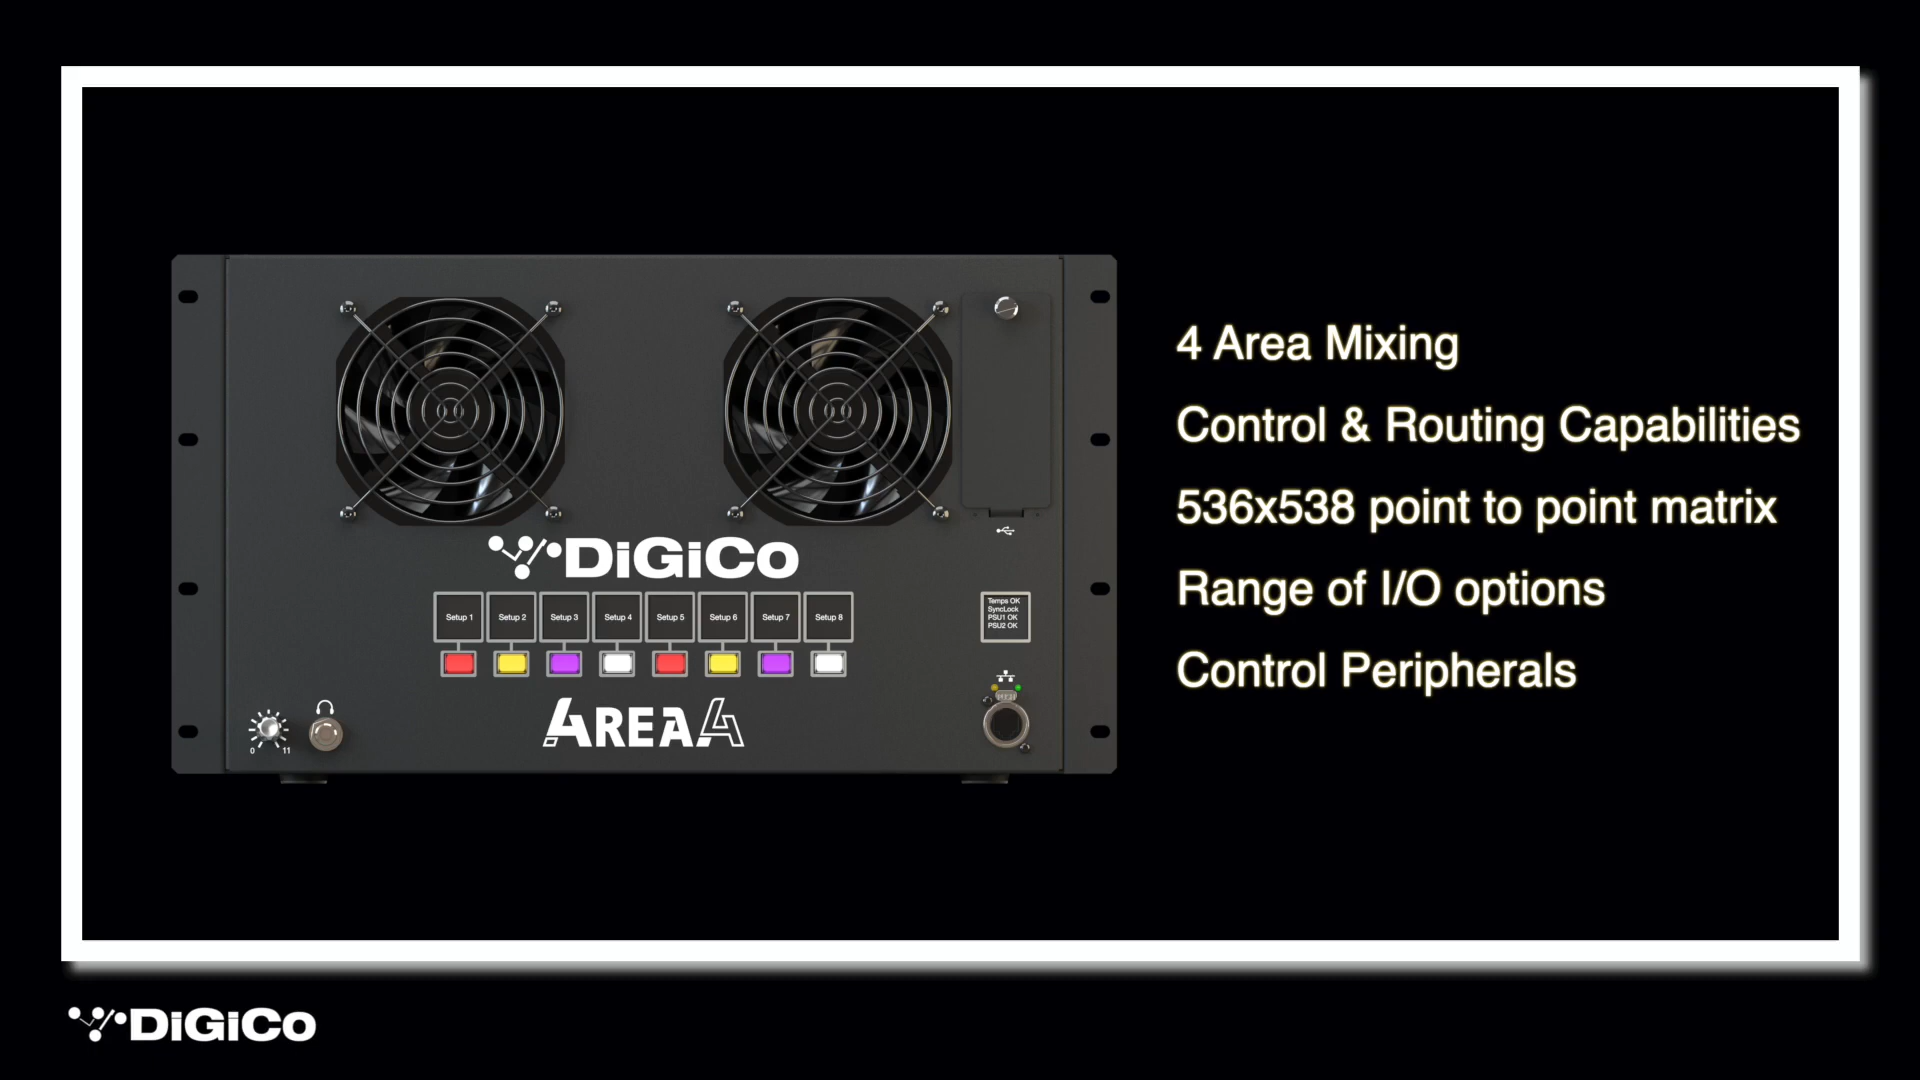 4 Area Mixing
Control & Routing Capabilities
536x538 point to point matrix
Range of I/O options
Control Peripherals
DiGiCo
Setup 1
Setup 2
Setup 3
Setup 4
Setup 5
Setup 6
Setup 7
Setup 8
Temps OK
SyncLock
PSU1 OK
PSU2 OK
0
11
AREA4
DiGiCo